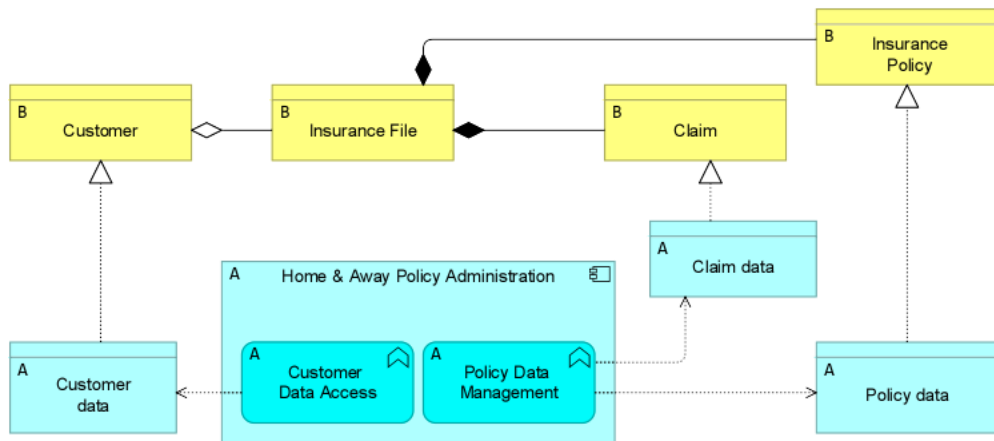 B
Insurance
Policy
B
Customer
B
Insurance File
B
Claim
A
Claim data
A
Home & Away Policy Administration
A
Customer
data
A
Customer
Data Access
A
Policy Data
Management
A
Policy data